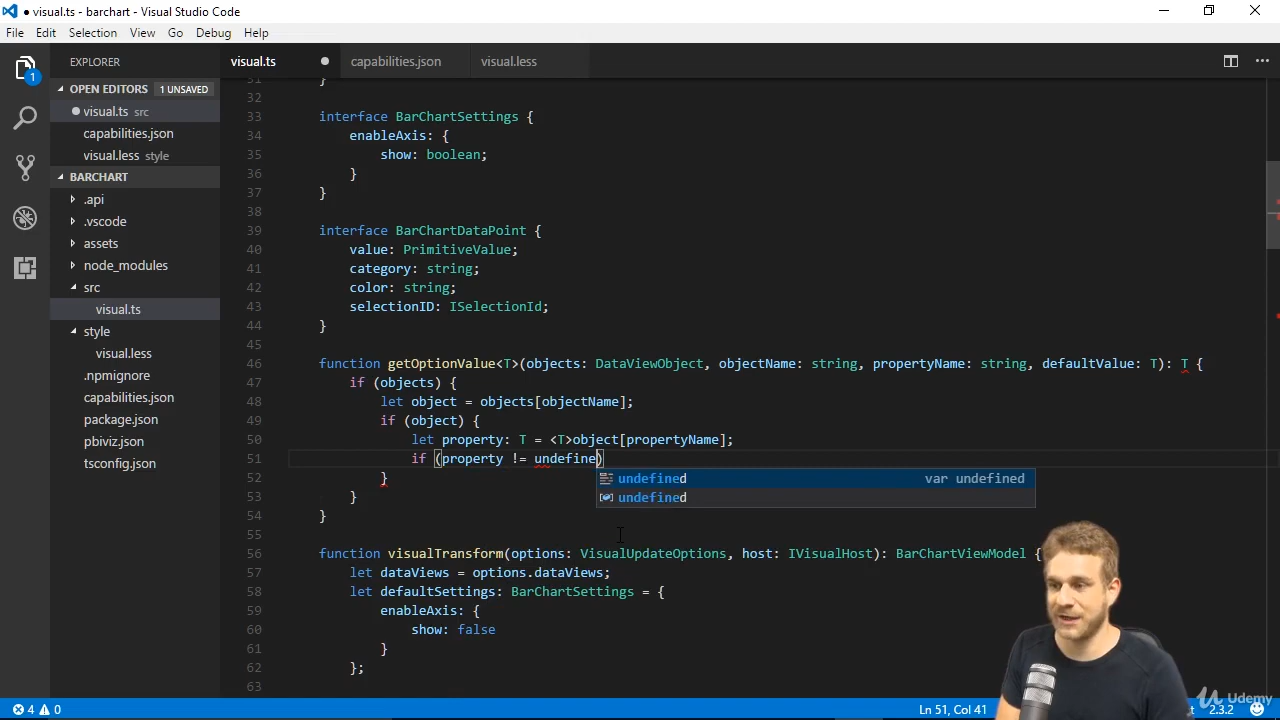 visual.ts - barchart - Visual Studio Code
File Edit Selection View Go Debug Help
EXPLORER
visual.ts
capabilities.json
visual.less
1
OPEN EDITORS 1 UNSAVED
visual.ts src
capabilities.json
visual.less style
BARCHART
.api
.vscode
assets
node_modules
src
visual.ts
style
visual.less
.npmignore
capabilities.json
package.json
pbiviz.json
tsconfig.json
31 }
32
33 interface BarChartSettings {
34 enableAxis: {
35 show: boolean;
36 }
37 }
38
39 interface BarChartDataPoint {
40 value: PrimitiveValue;
41 category: string;
42 color: string;
43 selectionID: ISelectionId;
44 }
45
46 function getOptionValue<T>(objects: DataViewObject, objectName: string, propertyName: string, defaultValue: T): T {
47 if (objects) {
48 let object = objects[objectName];
49 if (object) {
50 let property: T = <T>object[propertyName];
51 if (property != undefine)
undefined var undefined
undefined
52 }
53 }
54 }
55
56 function visualTransform(options: VisualUpdateOptions, host: IVisualHost): BarChartViewModel {
57 let dataViews = options.dataViews;
58 let defaultSettings: BarChartSettings = {
59 enableAxis: {
60 show: false
61 }
62 };
63
4 0
Ln 51, Col 41
2.3.2
Udemy